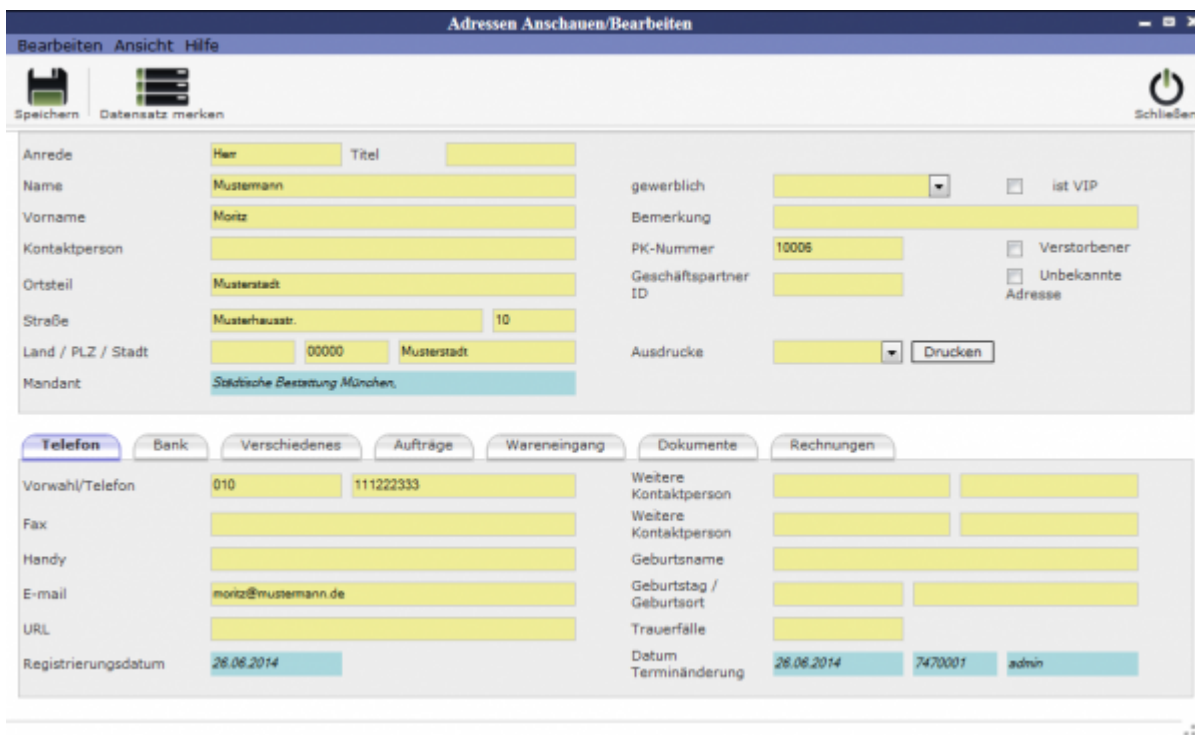 Adressen Anschauen/Bearbeiten
Bearbeiten Ansicht Hilfe
Speichern Datensatz merken Schließen
Anrede Herr Titel
Name Mustermann gewerblich ist VIP
Vorname Moritz Bemerkung
Kontaktperson PK-Nummer 10006 Verstorbener
Ortsteil Musterstadt Geschäftspartner ID Unbekannte Adresse
Straße Musterhausstr. 10
Land / PLZ / Stadt 00000 Musterstadt Ausdrucke Drucken
Mandant Städtische Bestattung München,
Telefon Bank Verschiedenes Aufträge Wareneingang Dokumente Rechnungen
Vorwahl/Telefon 010 111222333 Weitere Kontaktperson
Fax Weitere Kontaktperson
Handy Geburtsname
E-mail moritz@mustermann.de Geburtstag / Geburtsort
URL Trauerfälle
Registrierungsdatum 26.06.2014 Datum Terminänderung 26.06.2014 7470001 admin